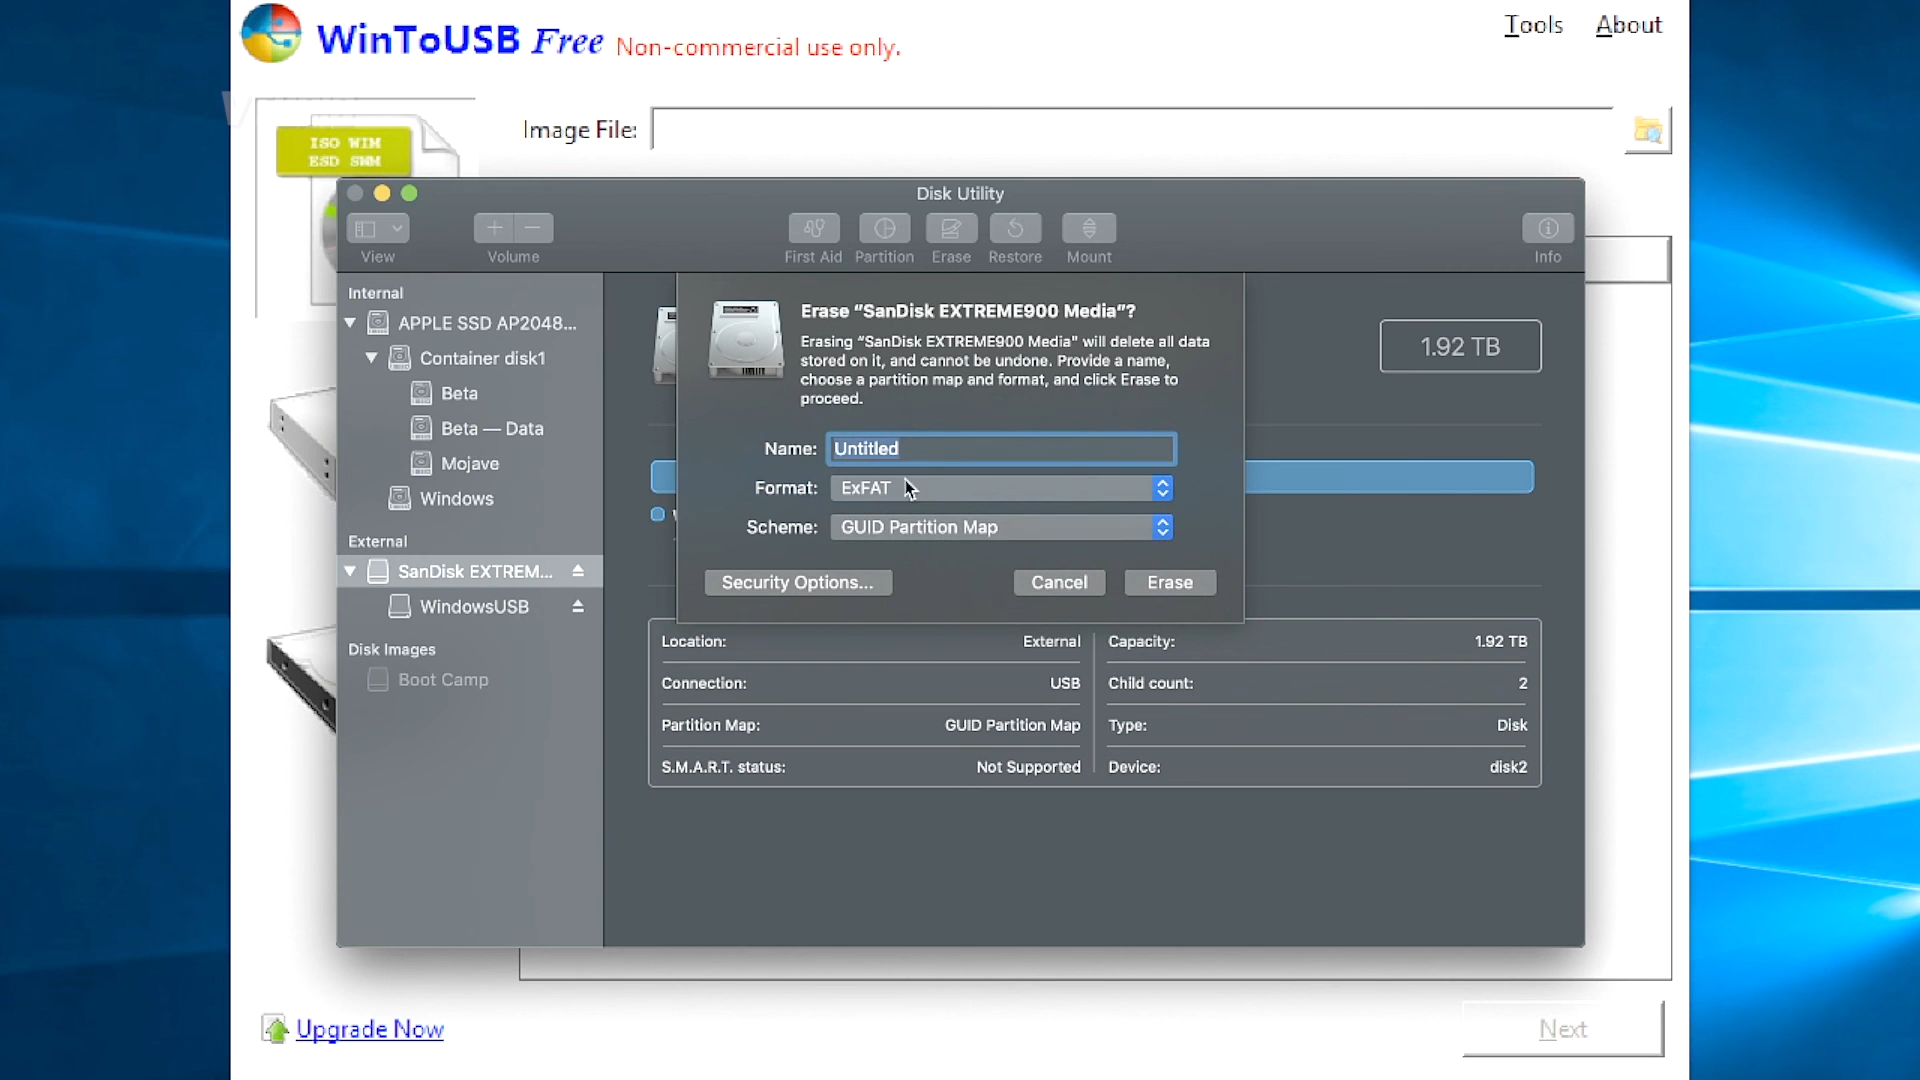 WinToUSB Free Non-commercial use only.
Tools About
Image File:
ISO WIM
ESD SWM
Disk Utility
View
Volume
First Aid
Partition
Erase
Restore
Mount
Info
Internal
APPLE SSD AP2048...
Container disk1
Beta
Beta — Data
Mojave
Windows
External
SanDisk EXTREM...
WindowsUSB
Disk Images
Boot Camp
Erase “SanDisk EXTREME900 Media”?
Erasing “SanDisk EXTREME900 Media” will delete all data
stored on it, and cannot be undone. Provide a name,
choose a partition map and format, and click Erase to
proceed.
Name: Untitled
Format: ExFAT
Scheme: GUID Partition Map
Security Options...
Cancel
Erase
1.92 TB
Location: External
Capacity: 1.92 TB
Connection: USB
Child count: 2
Partition Map: GUID Partition Map
Type: Disk
S.M.A.R.T. status: Not Supported
Device: disk2
Upgrade Now
Next